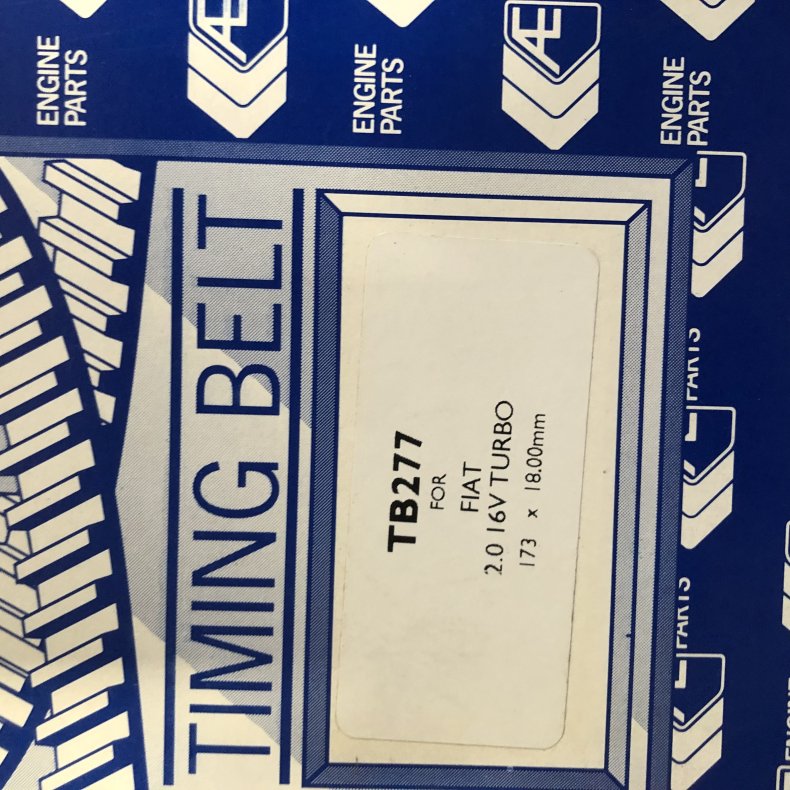 Æ
ENGINE
PARTS
ENGINE
PARTS
Æ
ENGINE
PARTS
TIMING BELT
TB277
FOR
FIAT
2.0 16V TURBO
173 x 18.00mm
PARTS
PARTS
ENGINE